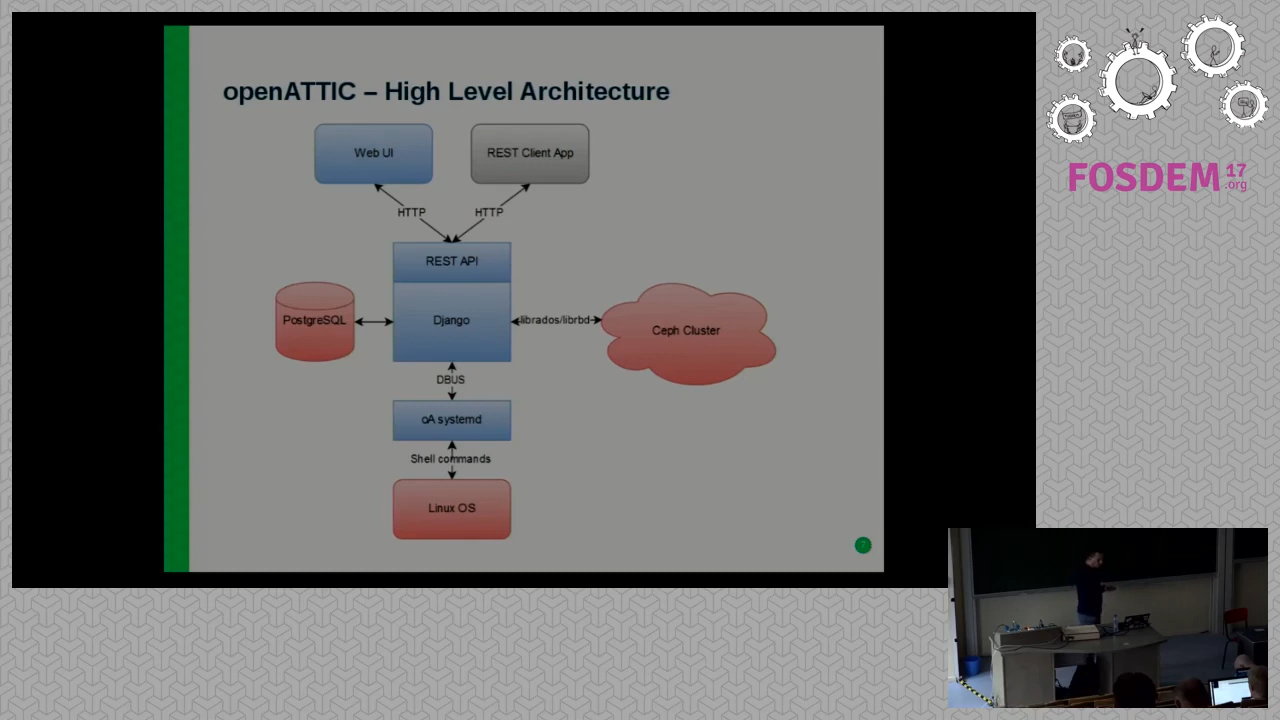 openATTIC – High Level Architecture
Web UI
REST Client App
HTTP
HTTP
REST API
PostgreSQL
Django
librados/librbd
Ceph Cluster
DBUS
oA systemd
Shell commands
Linux OS
7
FOSDEM 17
.org